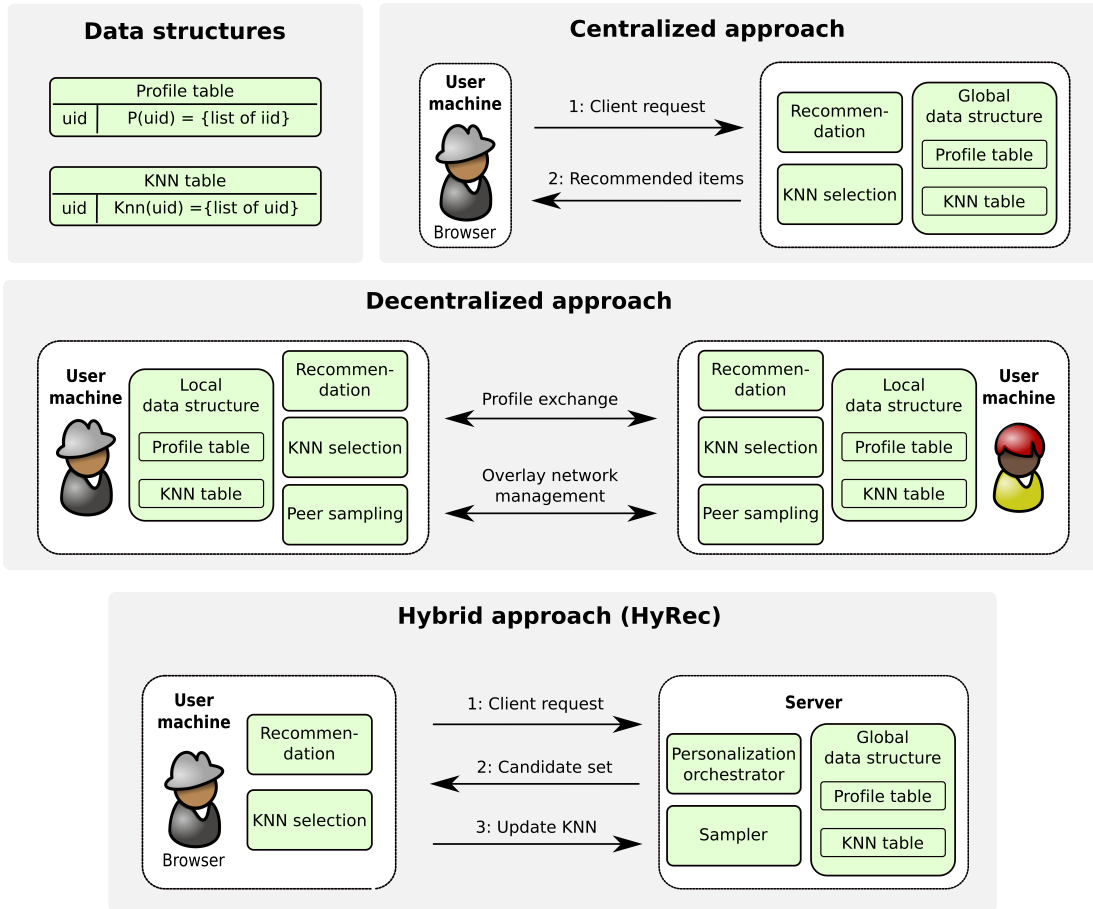 Data structures
Profile table
uid P(uid) = {list of iid}
KNN table
uid Knn(uid) ={list of uid}
Centralized approach
User
machine
Browser
1: Client request
2: Recommended items
Recommen-
dation
KNN selection
Global
data structure
Profile table
KNN table
Decentralized approach
User
machine
Local
data structure
Profile table
KNN table
Recommen-
dation
KNN selection
Peer sampling
Profile exchange
Overlay network
management
Recommen-
dation
KNN selection
Peer sampling
Local
data structure
Profile table
KNN table
User
machine
Hybrid approach (HyRec)
User
machine
Browser
Recommen-
dation
KNN selection
1: Client request
2: Candidate set
3: Update KNN
Server
Personalization
orchestrator
Sampler
Global
data structure
Profile table
KNN table